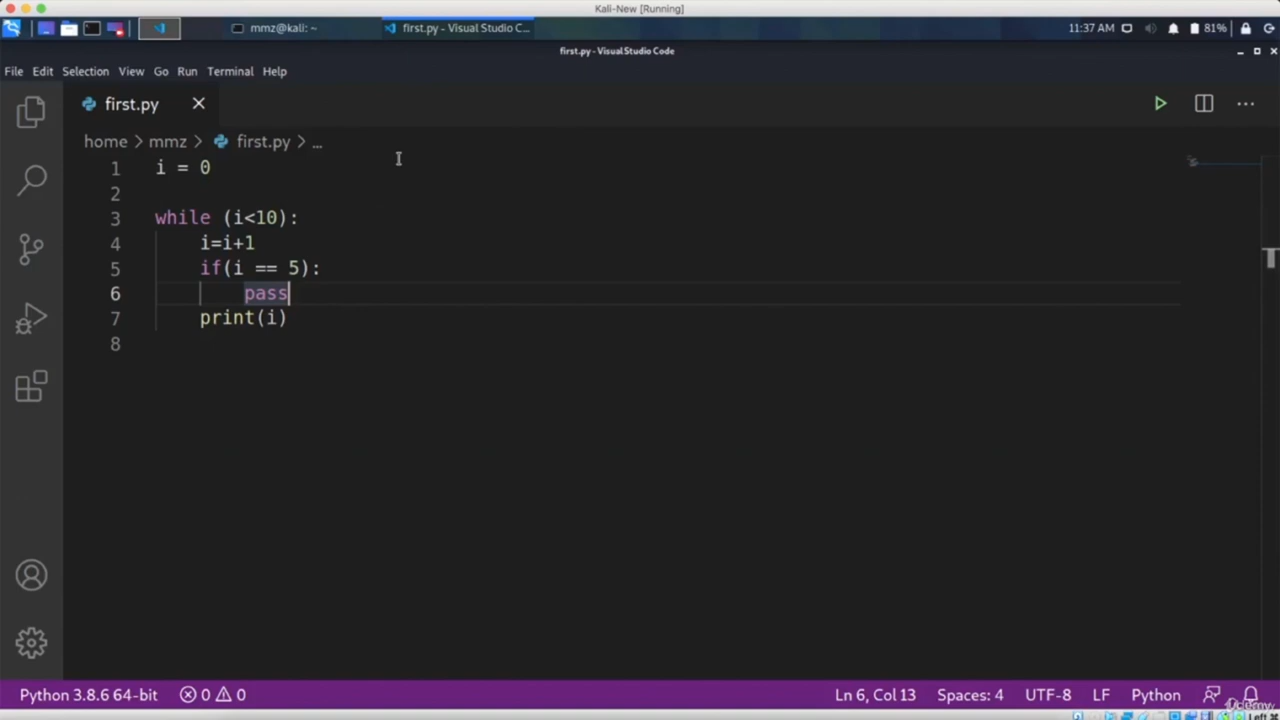 Kali-New [Running]
mmz@kali: ~
first.py - Visual Studio C...
11:37 AM
81%
first.py - Visual Studio Code
File Edit Selection View Go Run Terminal Help
first.py
home > mmz > first.py > ...
1 i = 0
2
3 while (i<10):
4 i=i+1
5 if(i == 5):
6 pass
7 print(i)
8
Python 3.8.6 64-bit 0 0 Ln 6, Col 13 Spaces: 4 UTF-8 LF Python
Udemy
Left ⌘